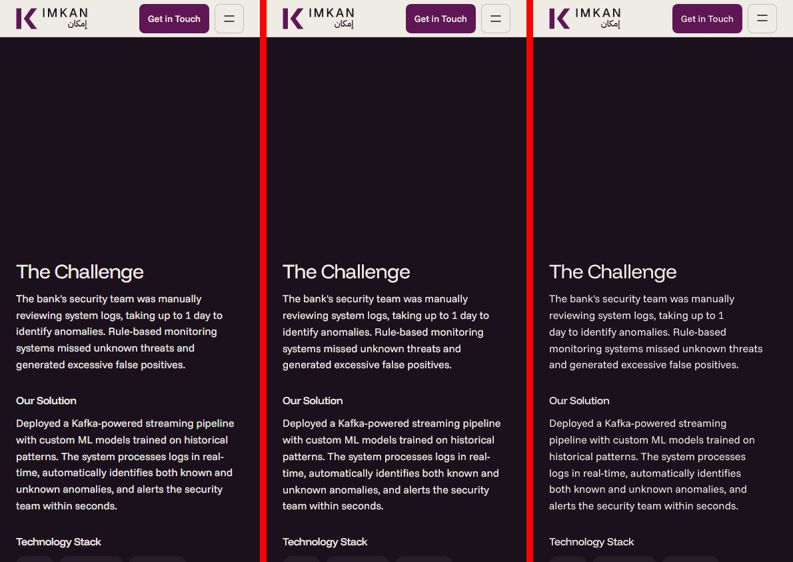 IMKAN
إمكان
Get in Touch
The Challenge
The bank's security team was manually
reviewing system logs, taking up to 1 day to
identify anomalies. Rule-based monitoring
systems missed unknown threats and
generated excessive false positives.
Our Solution
Deployed a Kafka-powered streaming pipeline
with custom ML models trained on historical
patterns. The system processes logs in real-
time, automatically identifies both known and
unknown anomalies, and alerts the security
team within seconds.
Technology Stack
IMKAN
إمكان
Get in Touch
The Challenge
The bank's security team was manually
reviewing system logs, taking up to 1 day to
identify anomalies. Rule-based monitoring
systems missed unknown threats and
generated excessive false positives.
Our Solution
Deployed a Kafka-powered streaming pipeline
with custom ML models trained on historical
patterns. The system processes logs in real-
time, automatically identifies both known and
unknown anomalies, and alerts the security
team within seconds.
Technology Stack
IMKAN
إمكان
Get in Touch
The Challenge
The bank's security team was manually
reviewing system logs, taking up to 1
day to identify anomalies. Rule-based
monitoring systems missed unknown threats
and generated excessive false positives.
Our Solution
Deployed a Kafka-powered streaming
pipeline with custom ML models trained on
historical patterns. The system processes
logs in real-time, automatically identifies
both known and unknown anomalies, and
alerts the security team within seconds.
Technology Stack